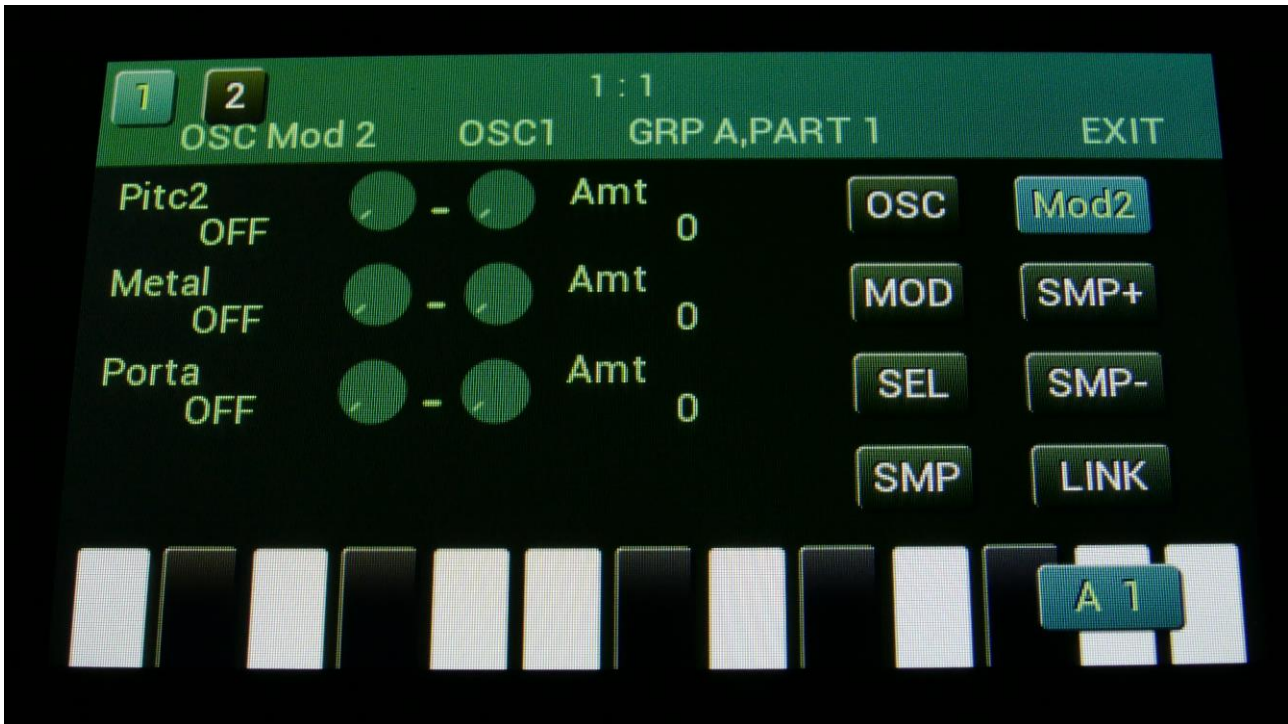 1 2 1 : 1
OSC Mod 2 OSC1 GRP A,PART 1 EXIT
Pitc2 Amt OSC Mod2
OFF - 0
Metal Amt MOD SMP+
OFF - 0
Porta Amt SEL SMP-
OFF - 0
SMP LINK
A 1